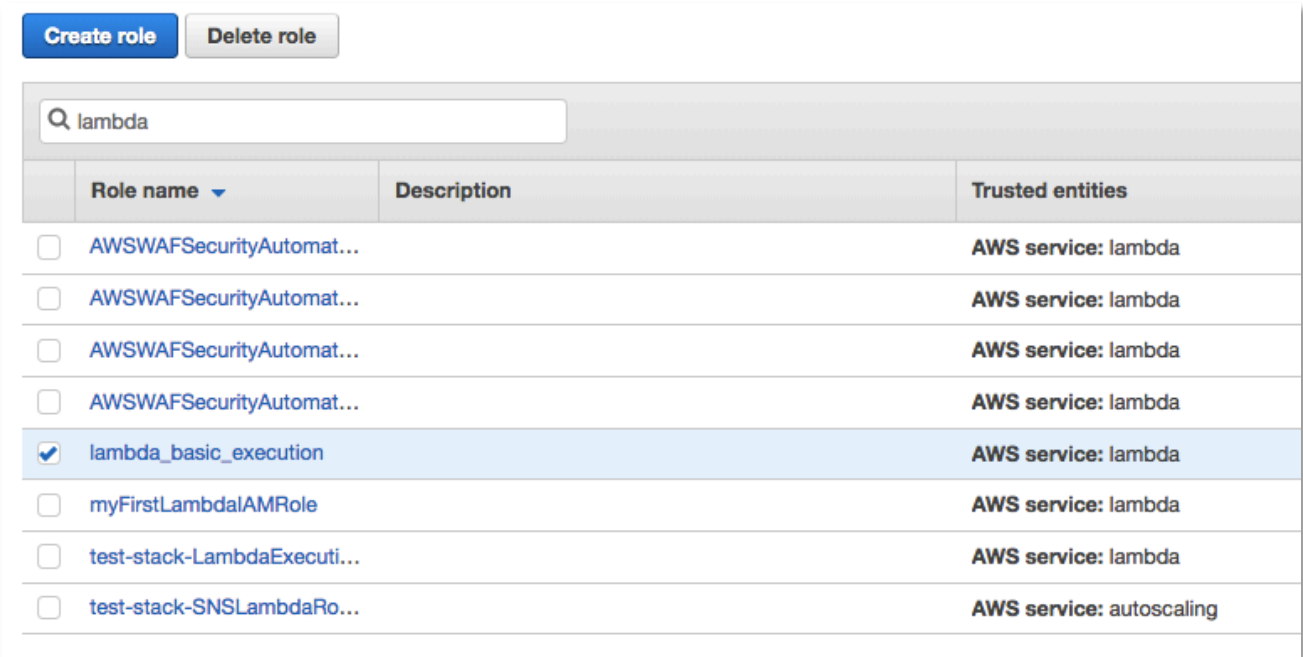 Create role Delete role
lambda
Role name Description Trusted entities
AWSWAFSecurityAutomat... AWS service: lambda
AWSWAFSecurityAutomat... AWS service: lambda
AWSWAFSecurityAutomat... AWS service: lambda
AWSWAFSecurityAutomat... AWS service: lambda
lambda_basic_execution AWS service: lambda
myFirstLambdaIAMRole AWS service: lambda
test-stack-LambdaExecuti... AWS service: lambda
test-stack-SNSLambdaRo... AWS service: autoscaling